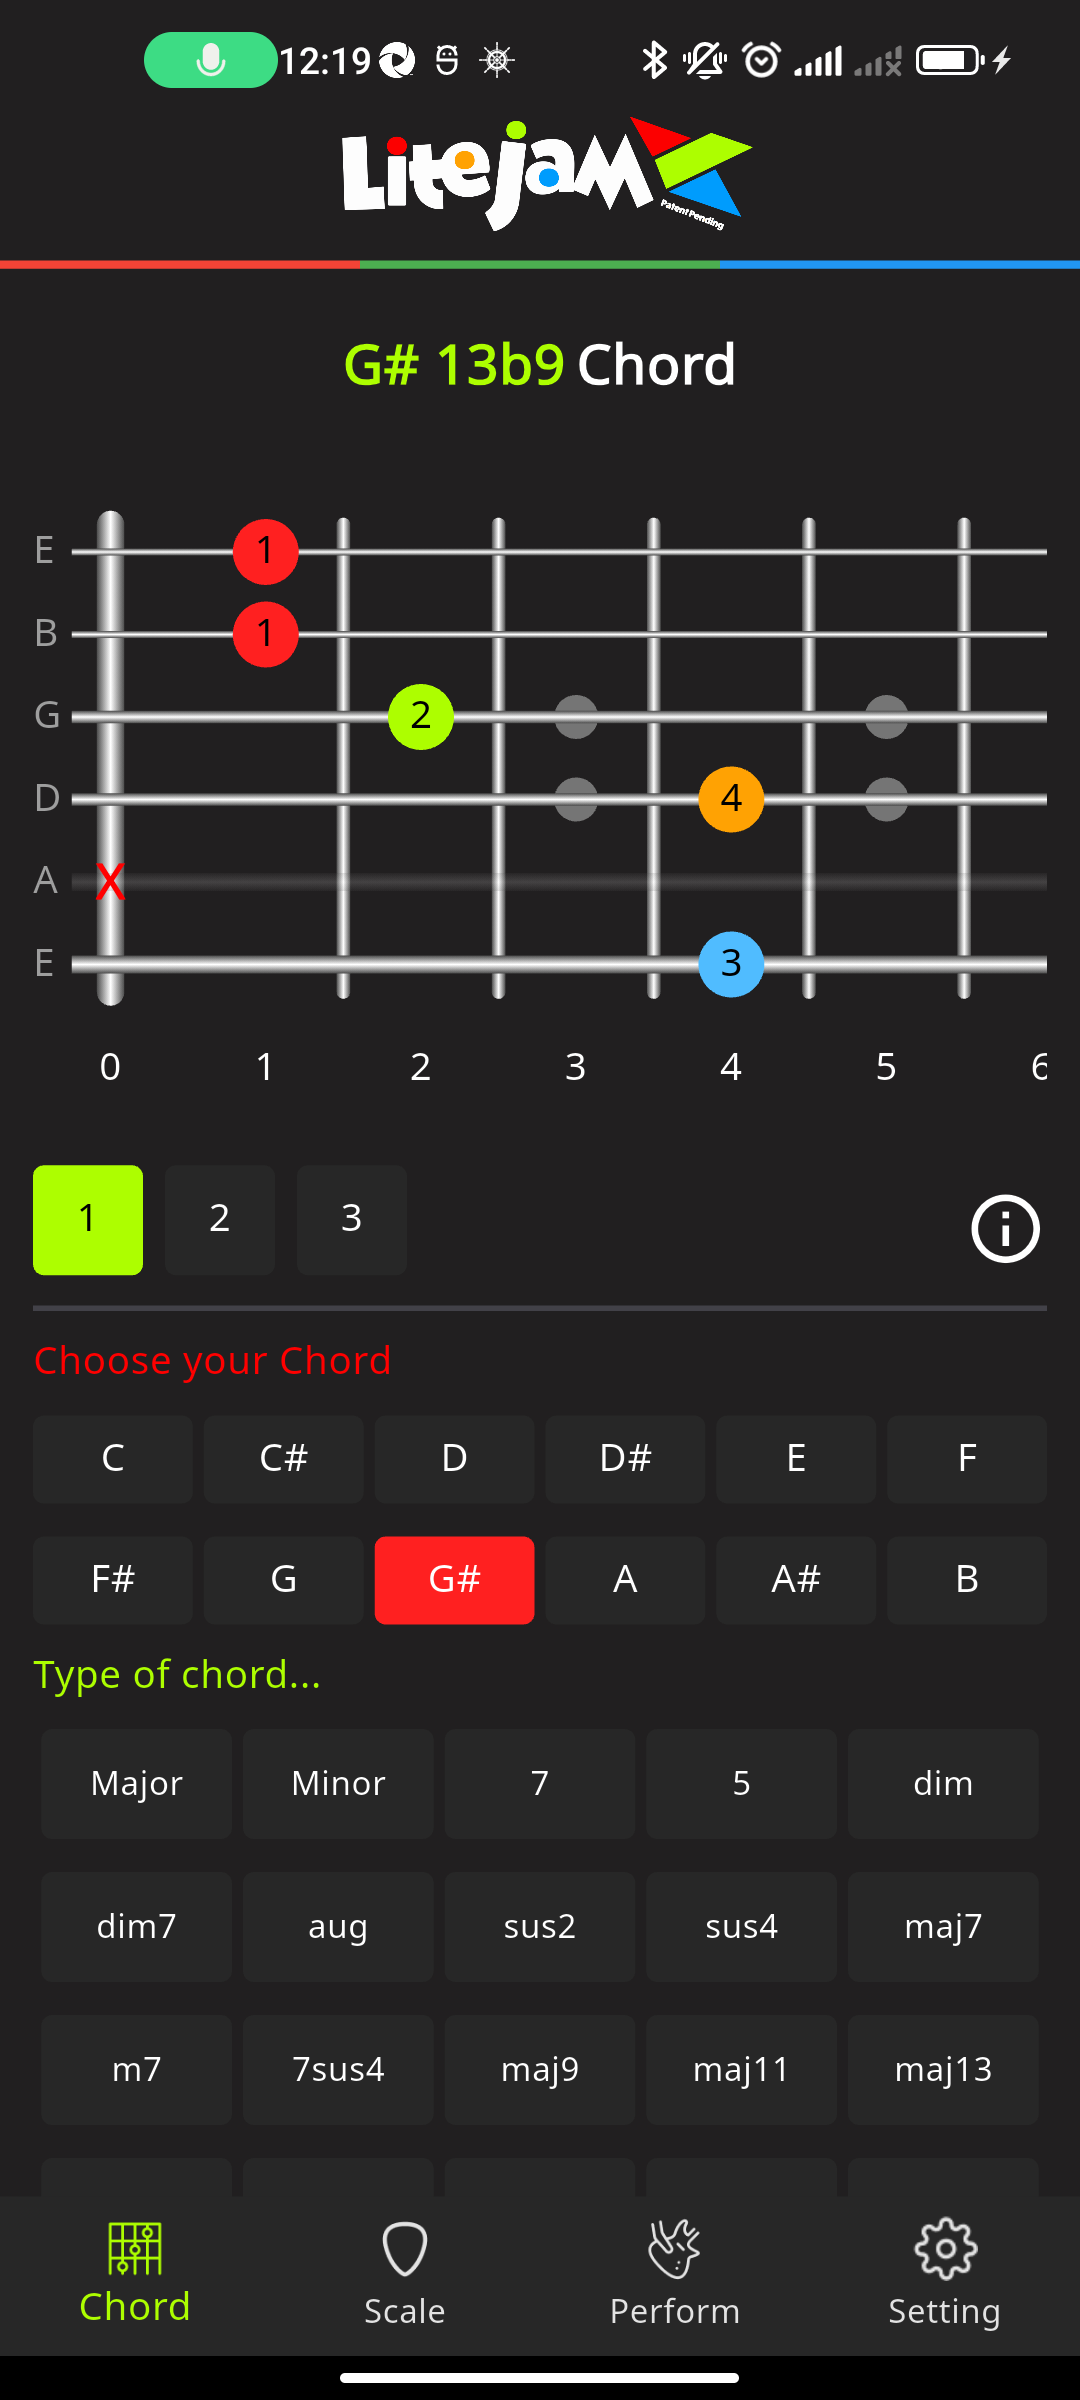 12:19
Litejam
Patent Pending
G# 13b9 Chord
E 1
B 1
G 2
D 4
A X
E 3
0 1 2 3 4 5 6
1 2 3
Choose your Chord
C C# D D# E F
F# G G# A A# B
Type of chord...
Major Minor 7 5 dim
dim7 aug sus2 sus4 maj7
m7 7sus4 maj9 maj11 maj13
Chord Scale Perform Setting